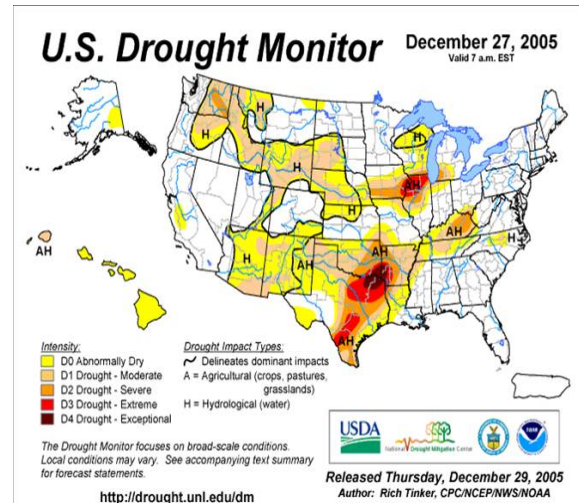 U.S. Drought Monitor
December 27, 2005
Valid 7 a.m. EST
H
H
H
H
H
AH
AH
H
H
AH
AH
AH
AH
Intensity:
D0 Abnormally Dry
D1 Drought - Moderate
D2 Drought - Severe
D3 Drought - Extreme
D4 Drought - Exceptional
Drought Impact Types:
Delineates dominant impacts
A = Agricultural (crops, pastures,
grasslands)
H = Hydrological (water)
The Drought Monitor focuses on broad-scale conditions.
Local conditions may vary. See accompanying text summary
for forecast statements.
http://drought.unl.edu/dm
USDA
National Drought Mitigation Center
Released Thursday, December 29, 2005
Author: Rich Tinker, CPC/NCEP/NWS/NOAA